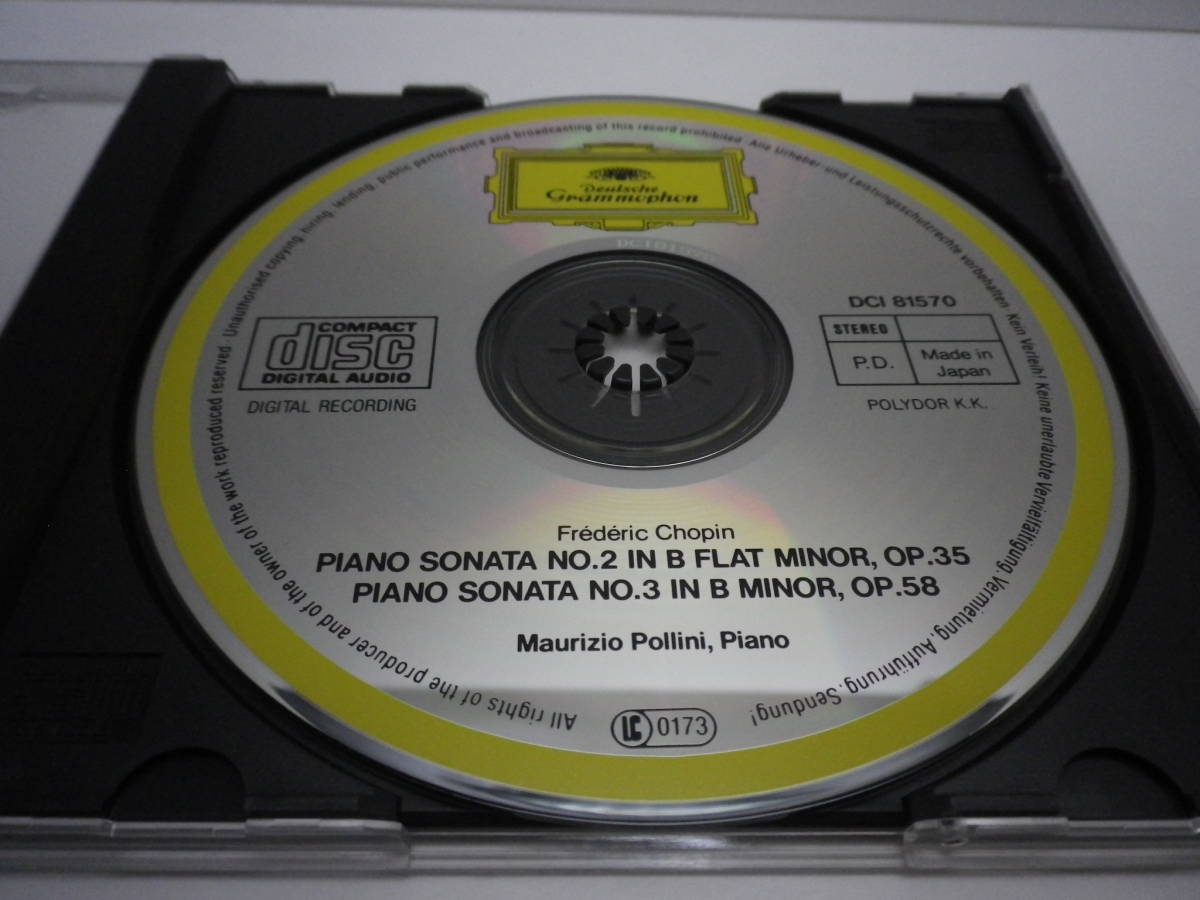 Deutsche
Grammophon
COMPACT
disc
DIGITAL AUDIO
DIGITAL RECORDING
DCI 81570
STEREO
P.D.
Made in
Japan
POLYDOR K.K.
Frédéric Chopin
PIANO SONATA NO.2 IN B FLAT MINOR, OP.35
PIANO SONATA NO.3 IN B MINOR, OP.58
Maurizio Pollini, Piano
LC 0173
All rights of the producer and of the owner of the work reproduced reserved · Unauthorised copying, hiring, lending, public performance and broadcasting of this record prohibited · Alle Urheber- und Leistungsschutzrechte vorbehalten · Kein Verleih! Keine unerlaubte Vervielfältigung, Vermietung, Aufführung, Sendung!